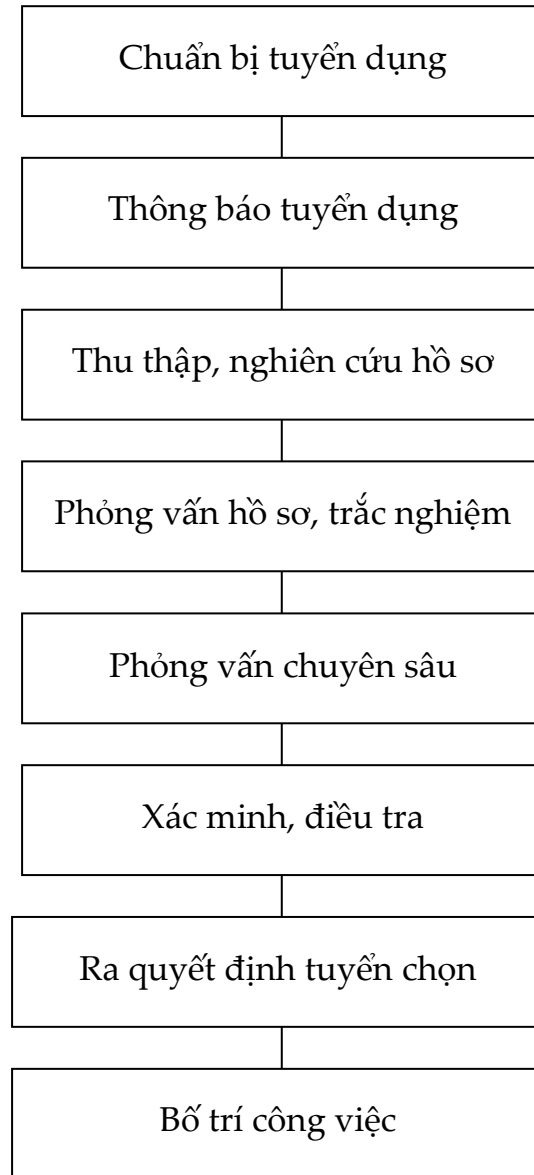 Chuẩn bị tuyển dụng
Thông báo tuyển dụng
Thu thập, nghiên cứu hồ sơ
Phỏng vấn hồ sơ, trắc nghiệm
Phỏng vấn chuyên sâu
Xác minh, điều tra
Ra quyết định tuyển chọn
Bố trí công việc